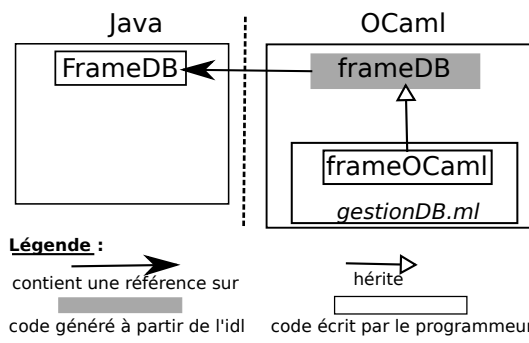 Java
OCaml
FrameDB
frameDB
frameOCaml
gestionDB.ml
Légende :
contient une référence sur
hérite
code généré à partir de l'idl
code écrit par le programmeur